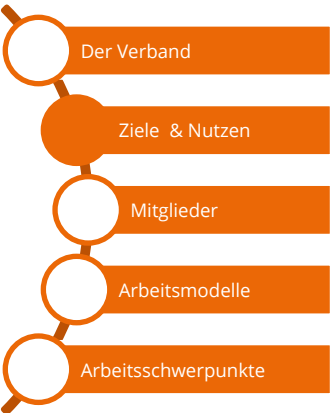 Der Verband
Ziele & Nutzen
Mitglieder
Arbeitsmodelle
Arbeitsschwerpunkte